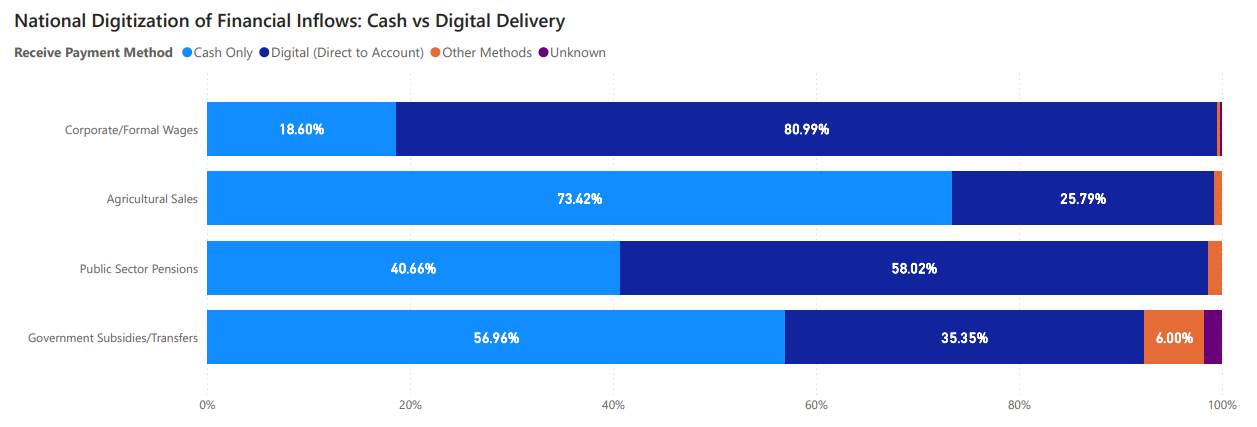 National Digitization of Financial Inflows: Cash vs Digital Delivery
Receive Payment Method Cash Only Digital (Direct to Account) Other Methods Unknown
Corporate/Formal Wages 18.60% 80.99%
Agricultural Sales 73.42% 25.79%
Public Sector Pensions 40.66% 58.02%
Government Subsidies/Transfers 56.96% 35.35% 6.00%
0% 20% 40% 60% 80% 100%